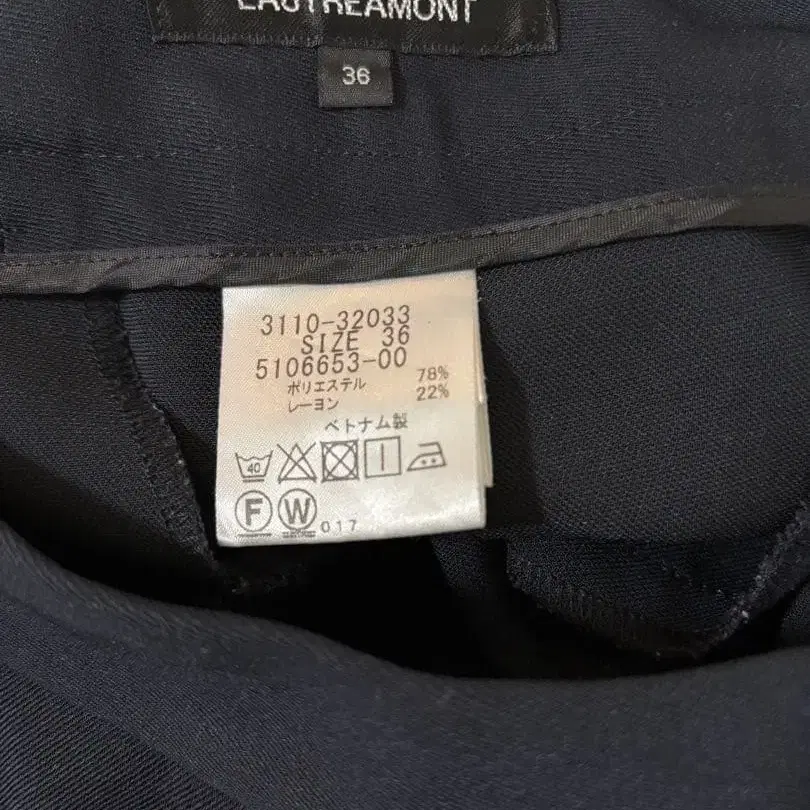 LAUTREAMONT
36
3110-32033
SIZE 36
5106653-00
ポリエステル 78%
レーヨン 22%
ベトナム製
40
F W 017